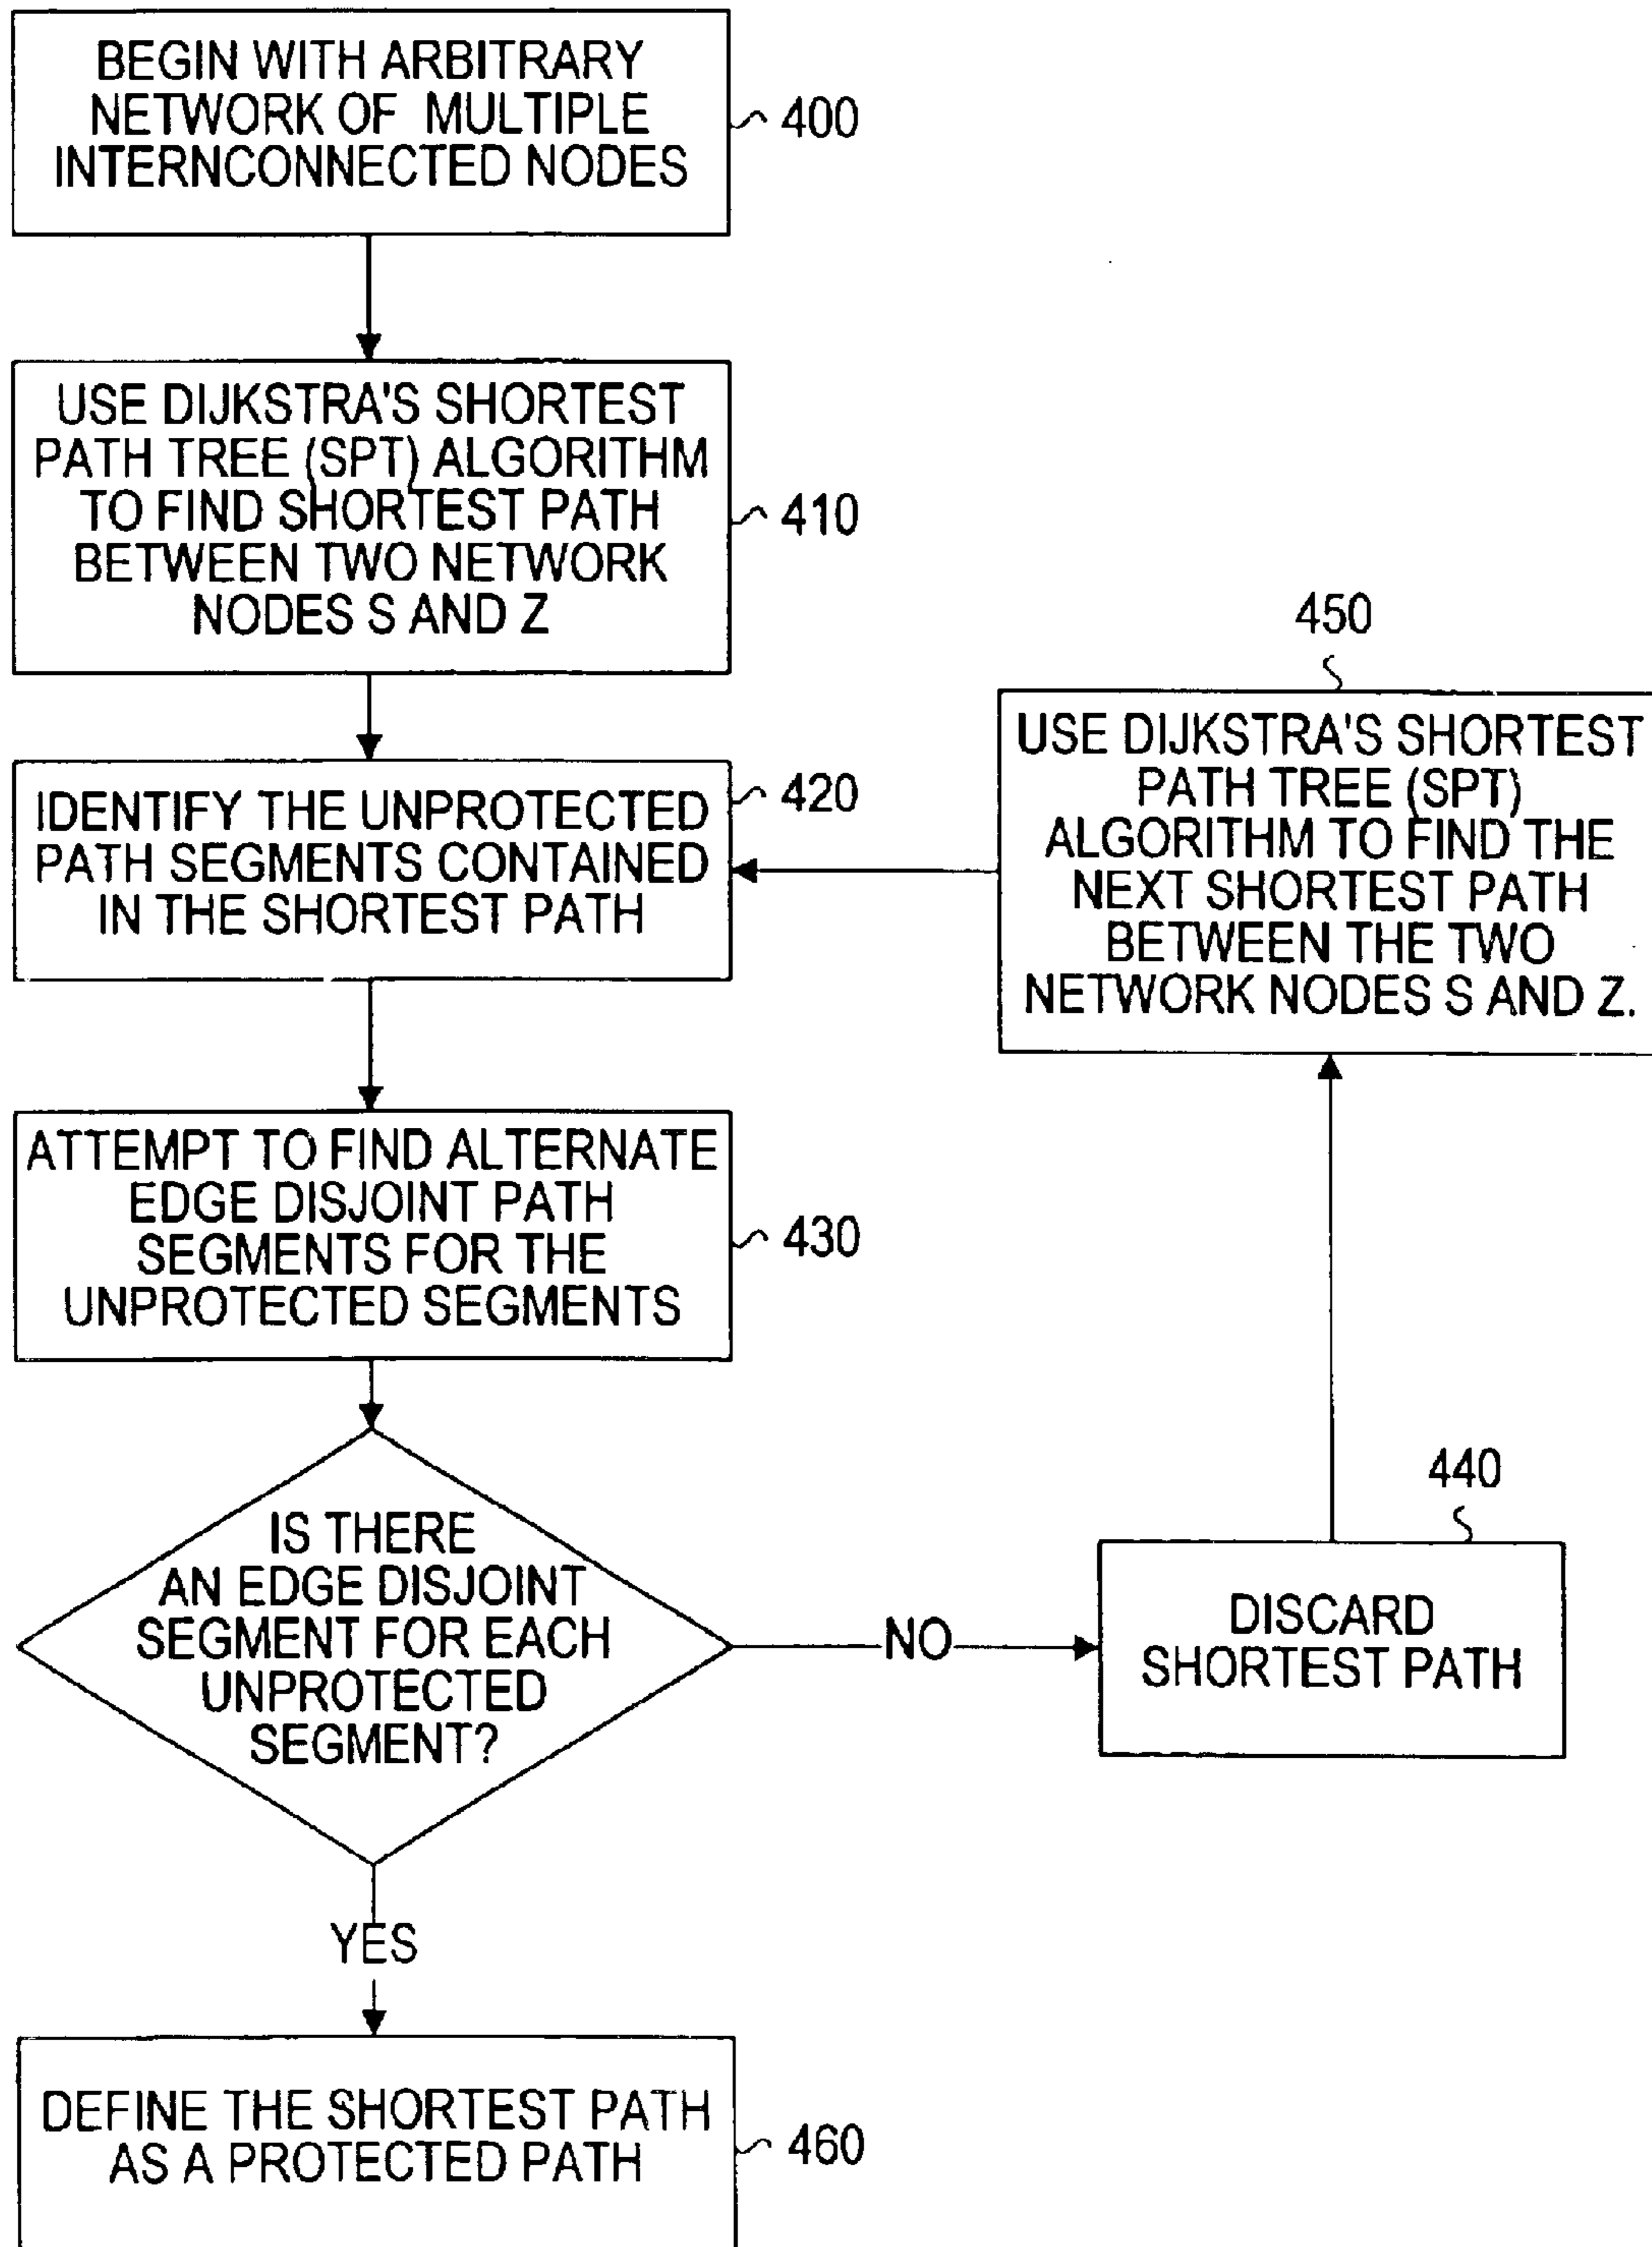 BEGIN WITH ARBITRARY
NETWORK OF MULTIPLE
INTERNCONNECTED NODES
400
USE DIJKSTRA'S SHORTEST
PATH TREE (SPT) ALGORITHM
TO FIND SHORTEST PATH
BETWEEN TWO NETWORK
NODES S AND Z
410
IDENTIFY THE UNPROTECTED
PATH SEGMENTS CONTAINED
IN THE SHORTEST PATH
420
ATTEMPT TO FIND ALTERNATE
EDGE DISJOINT PATH
SEGMENTS FOR THE
UNPROTECTED SEGMENTS
430
IS THERE
AN EDGE DISJOINT
SEGMENT FOR EACH
UNPROTECTED
SEGMENT?
NO
440
DISCARD
SHORTEST PATH
450
USE DIJKSTRA'S SHORTEST
PATH TREE (SPT)
ALGORITHM TO FIND THE
NEXT SHORTEST PATH
BETWEEN THE TWO
NETWORK NODES S AND Z.
YES
DEFINE THE SHORTEST PATH
AS A PROTECTED PATH
460